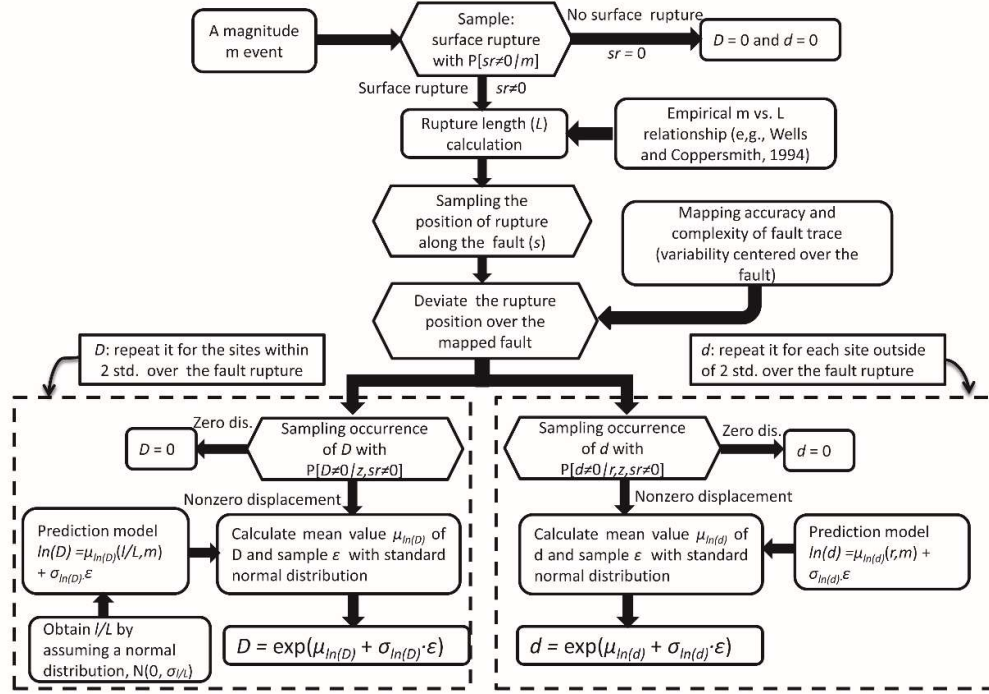 A magnitude
m event
Sample:
surface rupture
with P[sr≠0/m]
No surface rupture
sr = 0
D = 0 and d = 0
Surface rupture
sr≠0
Rupture length (L)
calculation
Empirical m vs. L
relationship (e,g., Wells
and Coppersmith, 1994)
Sampling the
position of rupture
along the fault (s)
Mapping accuracy and
complexity of fault trace
(variability centered over the
fault)
Deviate the rupture
position over the
mapped fault
D: repeat it for the sites within
2 std. over the fault rupture
d: repeat it for each site outside
of 2 std. over the fault rupture
D = 0
Zero dis.
Sampling occurrence
of D with
P[D≠0/z,sr≠0]
Nonzero displacement
Prediction model
ln(D) =μln(D)(l/L,m)
+ σln(D).ε
Calculate mean value μln(D) of
D and sample ε with standard
normal distribution
Obtain l/L by
assuming a normal
distribution, N(0, σl/L)
D = exp(μln(D) + σln(D)·ε)
Sampling occurrence
of d with
P[d≠0/r,z,sr≠0]
Zero dis.
d = 0
Nonzero displacement
Calculate mean value μln(d) of
d and sample ε with standard
normal distribution
Prediction model
ln(d) =μln(d)(r,m) +
σln(d).ε
d = exp(μln(d) + σln(d)·ε)